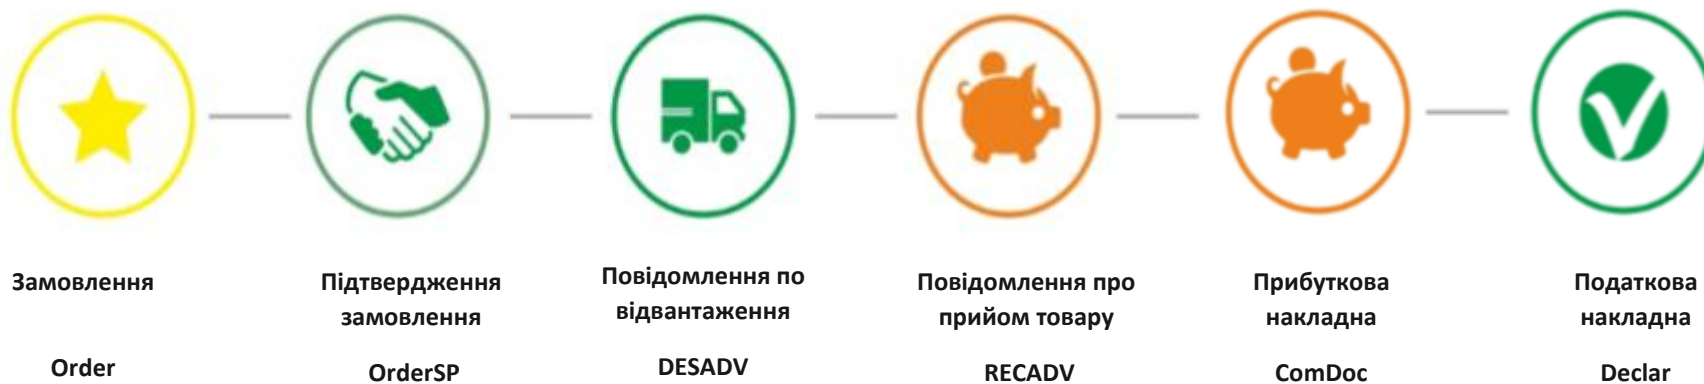 Замовлення
Order
Підтвердження
замовлення
OrderSP
Повідомлення по
відвантаження
DESADV
Повідомлення про
прийом товару
RECADV
Прибуткова
накладна
ComDoc
Податкова
накладна
Declar